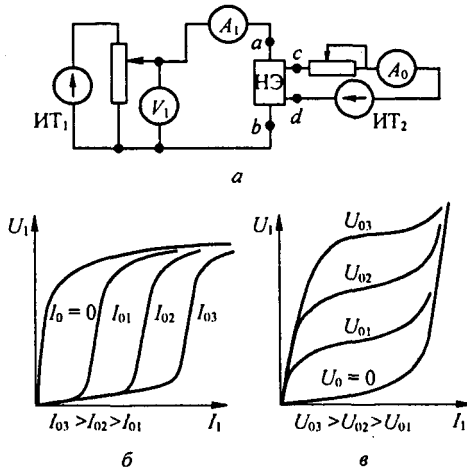 A₁
a
c
ИТ₁
V₁
НЭ
A₀
b
d
ИТ₂
а
U₁
I₀ = 0
I₀₁
I₀₂
I₀₃
I₀₃ > I₀₂ > I₀₁
I₁
б
U₁
U₀₃
U₀₂
U₀₁
U₀ = 0
U₀₃ > U₀₂ > U₀₁
I₁
в